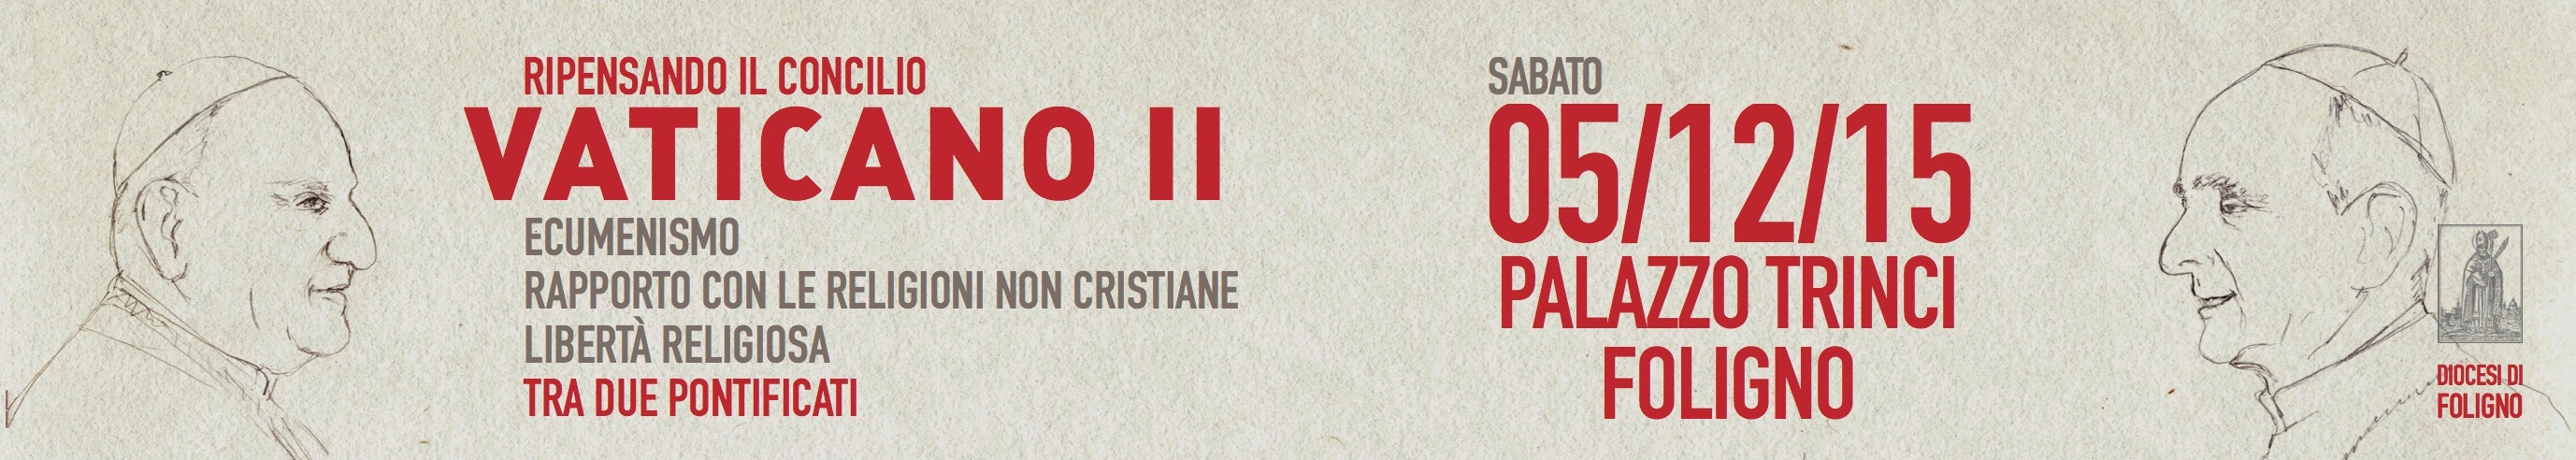 RIPENSANDO IL CONCILIO
VATICANO II
ECUMENISMO
RAPPORTO CON LE RELIGIONI NON CRISTIANE
LIBERTÀ RELIGIOSA
TRA DUE PONTIFICATI
SABATO
05/12/15
PALAZZO TRINCI
FOLIGNO
DIOCESI DI
FOLIGNO